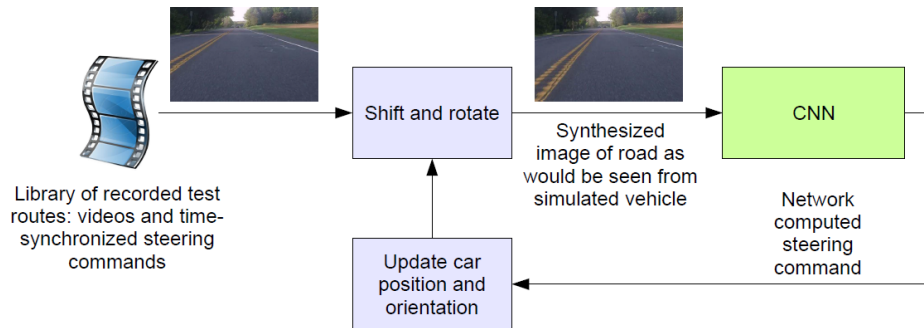 Shift and rotate
CNN
Library of recorded test
routes: videos and time-
synchronized steering
commands
Synthesized
image of road as
would be seen from
simulated vehicle
Network
computed
steering
command
Update car
position and
orientation